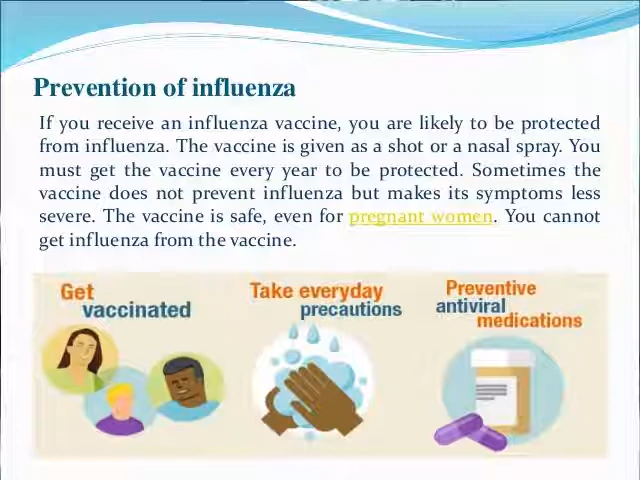 Prevention of influenza
If you receive an influenza vaccine, you are likely to be protected
from influenza. The vaccine is given as a shot or a nasal spray. You
must get the vaccine every year to be protected. Sometimes the
vaccine does not prevent influenza but makes its symptoms less
severe. The vaccine is safe, even for pregnant women. You cannot
get influenza from the vaccine.
Get
vaccinated
Take everyday
precautions
Preventive
antiviral
medications